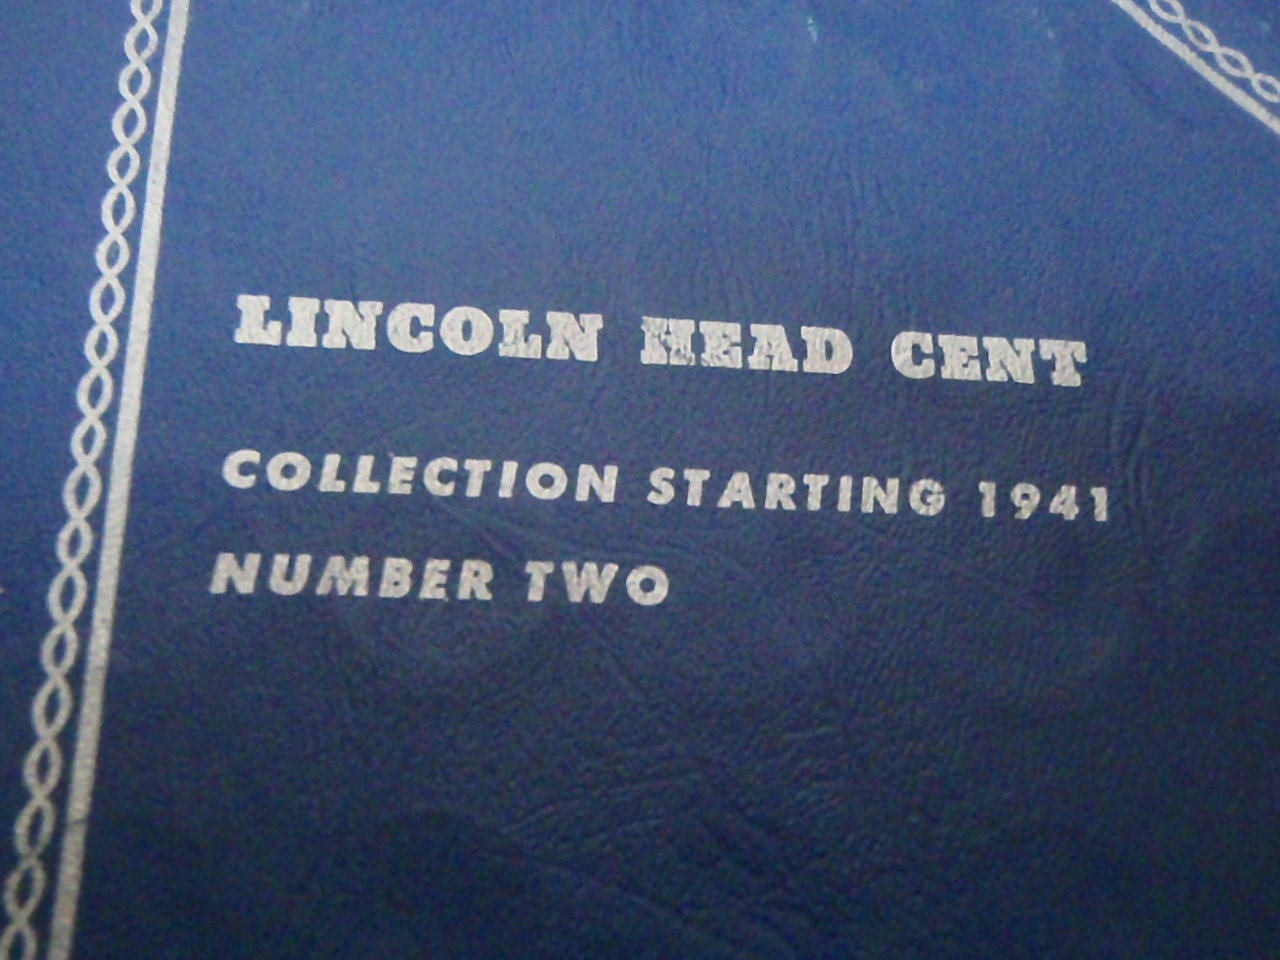 LINCOLN HEAD CENT
COLLECTION STARTING 1941
NUMBER TWO